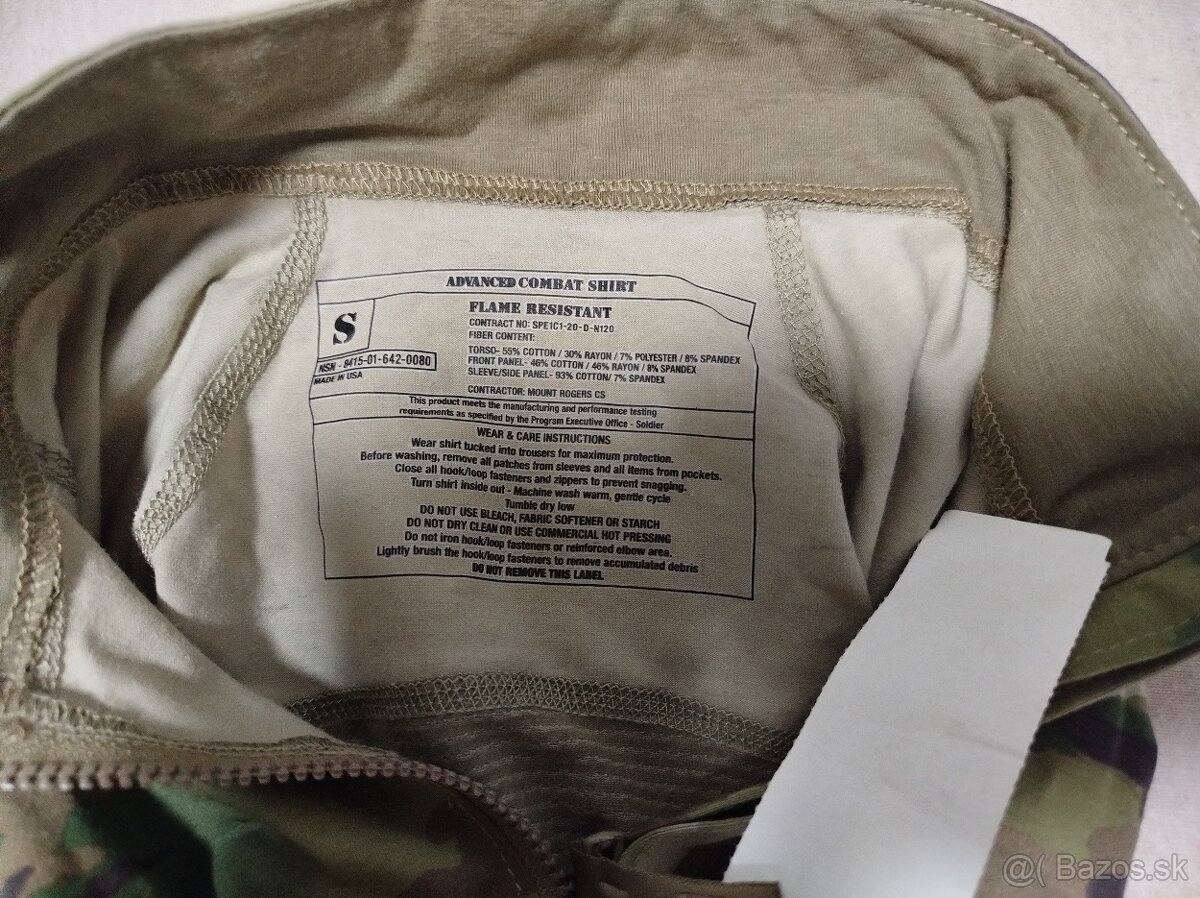 ADVANCED COMBAT SHIRT
S
FLAME RESISTANT
CONTRACT NO: SPE1C1-20-D-N120
FIBER CONTENT:
TORSO- 55% COTTON / 30% RAYON / 7% POLYESTER / 8% SPANDEX
FRONT PANEL- 46% COTTON / 46% RAYON / 8% SPANDEX
SLEEVE/SIDE PANEL- 93% COTTON/ 7% SPANDEX
NSN - 8415-01-642-0080
MADE IN USA
CONTRACTOR: MOUNT ROGERS CS
This product meets the manufacturing and performance testing
requirements as specified by the Program Executive Office - Soldier
WEAR & CARE INSTRUCTIONS
Wear shirt tucked into trousers for maximum protection.
Before washing, remove all patches from sleeves and all items from pockets.
Close all hook/loop fasteners and zippers to prevent snagging.
Turn shirt inside out - Machine wash warm, gentle cycle
Tumble dry low
DO NOT USE BLEACH, FABRIC SOFTENER OR STARCH
DO NOT DRY CLEAN OR USE COMMERCIAL HOT PRESSING
Do not iron hook/loop fasteners or reinforced elbow area.
Lightly brush the hook/loop fasteners to remove accumulated debris
DO NOT REMOVE THIS LABEL
@( Bazos.sk